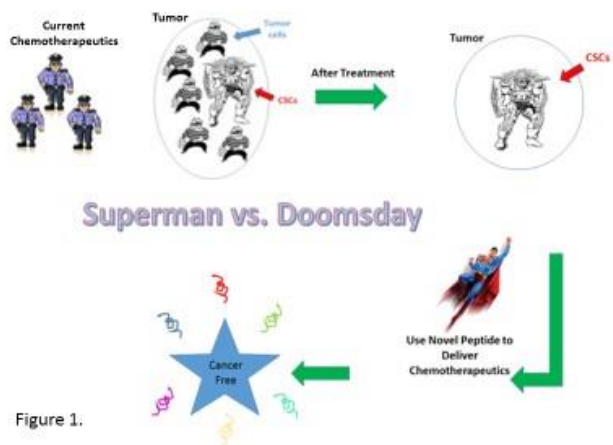 Current
Chemotherapeutics
Tumor
Tumor
cells
CSCs
After Treatment
Tumor
CSCs
Superman vs. Doomsday
Use Novel Peptide to
Deliver
Chemotherapeutics
Cancer
Free
Figure 1.